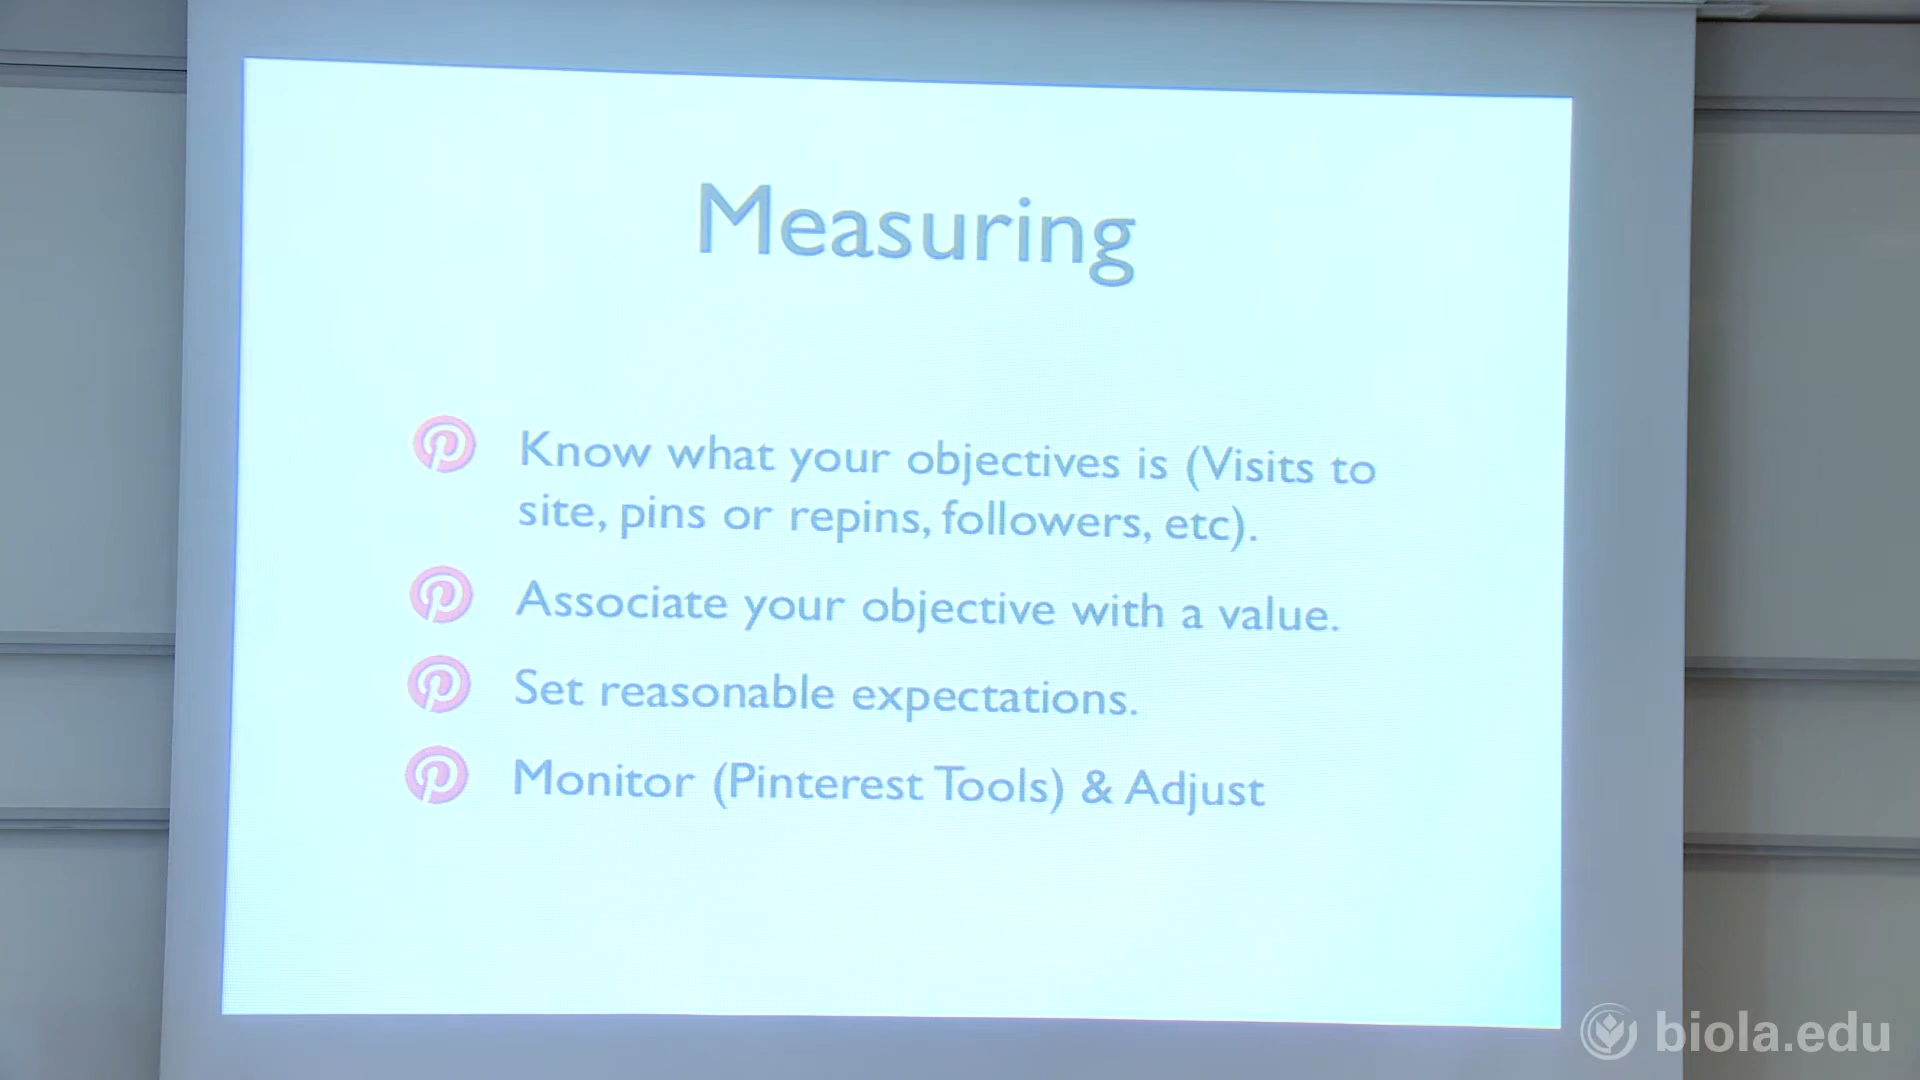 Measuring
Know what your objectives is (Visits to
site, pins or repins, followers, etc).
Associate your objective with a value.
Set reasonable expectations.
Monitor (Pinterest Tools) & Adjust
biola.edu